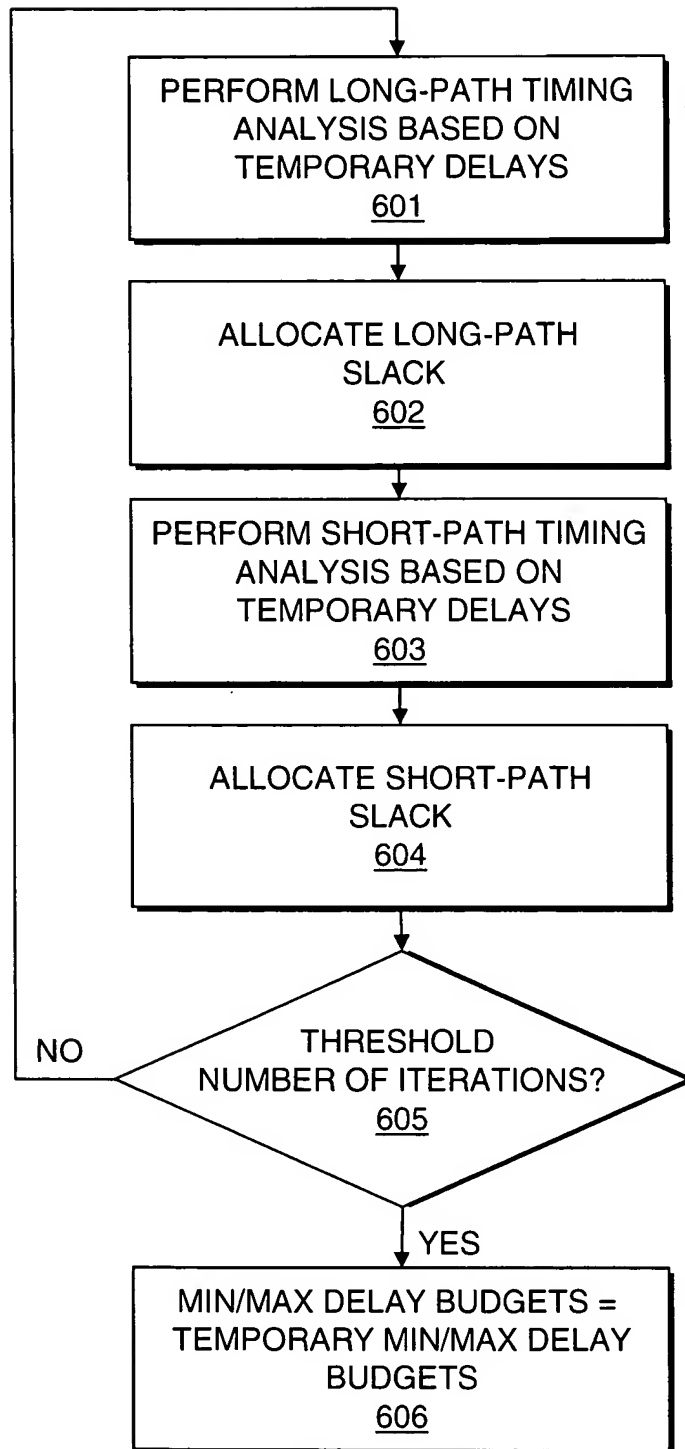 PERFORM LONG-PATH TIMING
ANALYSIS BASED ON
TEMPORARY DELAYS
601
ALLOCATE LONG-PATH
SLACK
602
PERFORM SHORT-PATH TIMING
ANALYSIS BASED ON
TEMPORARY DELAYS
603
ALLOCATE SHORT-PATH
SLACK
604
NO
THRESHOLD
NUMBER OF ITERATIONS?
605
YES
MIN/MAX DELAY BUDGETS =
TEMPORARY MIN/MAX DELAY
BUDGETS
606